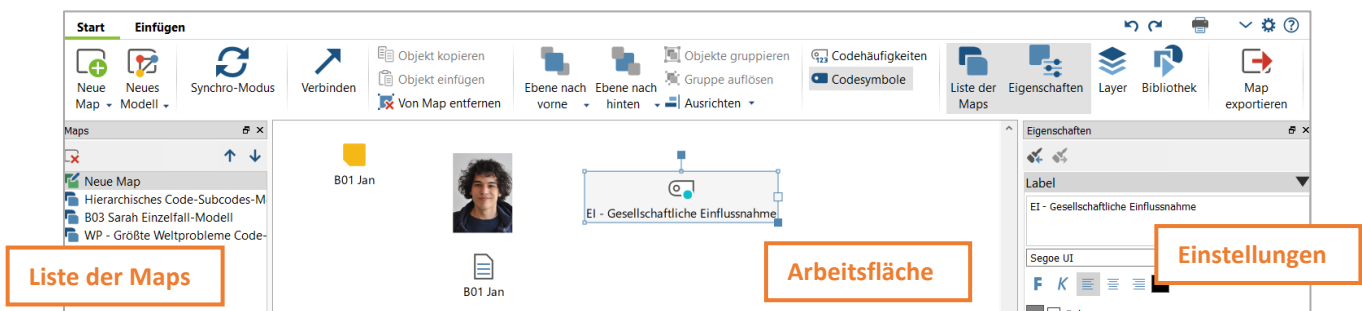 Start Einfügen
Neue Map
Neues Modell
Synchro-Modus
Verbinden
Objekt kopieren
Objekt einfügen
Von Map entfernen
Ebene nach vorne
Ebene nach hinten
Objekte gruppieren
Gruppe auflösen
Ausrichten
Codehäufigkeiten
Codesymbole
Liste der Maps
Eigenschaften
Layer
Bibliothek
Map exportieren
Maps
Neue Map
Hierarchisches Code-Subcodes-M
B03 Sarah Einzelfall-Modell
WP - Größte Weltprobleme Code-
Liste der Maps
B01 Jan
EI - Gesellschaftliche Einflussnahme
B01 Jan
Arbeitsfläche
Eigenschaften
Label
EI - Gesellschaftliche Einflussnahme
Segoe UI
F K
Einstellungen